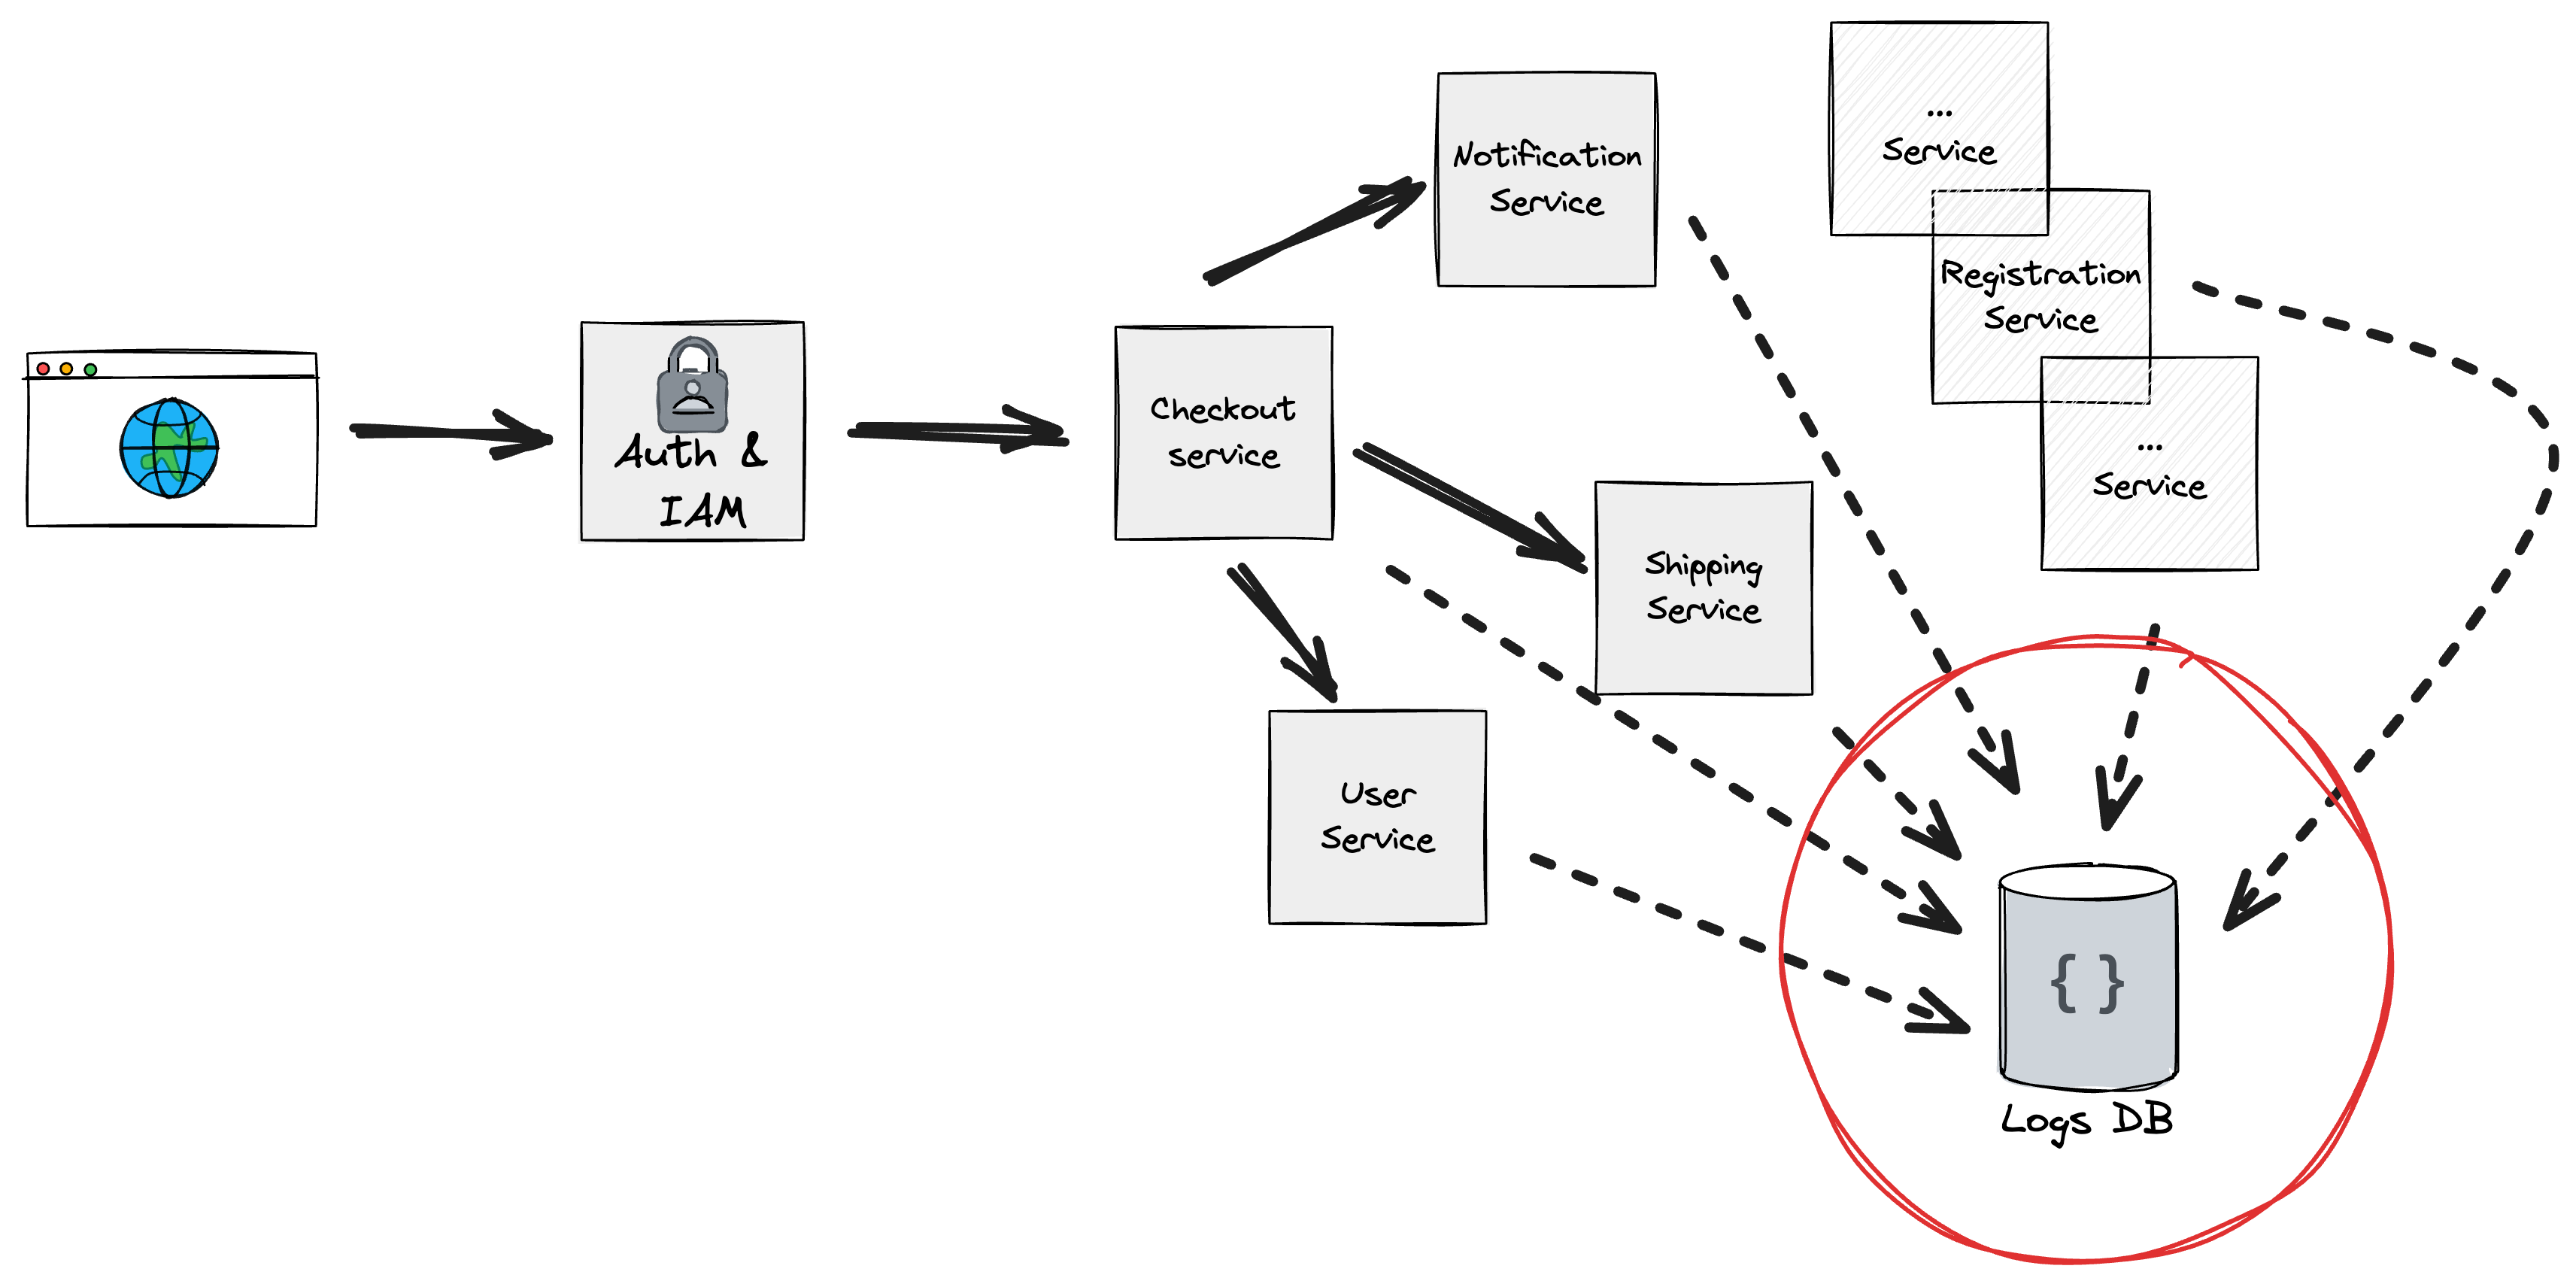 Auth &
IAM
Checkout
service
Notification
Service
Shipping
Service
User
Service
...
Service
Registration
Service
...
Service
{ }
Logs DB